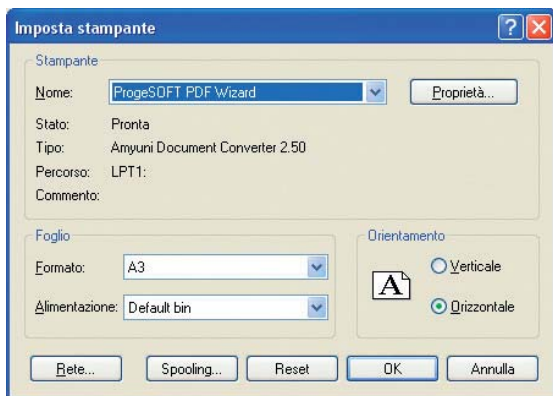 Imposta stampante
Stampante
Nome: ProgeSOFT PDF Wizard Proprietà...
Stato: Pronta
Tipo: Amyuni Document Converter 2.50
Percorso: LPT1:
Commento:
Foglio
Formato: A3
Alimentazione: Default bin
Orientamento
A
Verticale
Orizzontale
Rete... Spooling... Reset OK Annulla